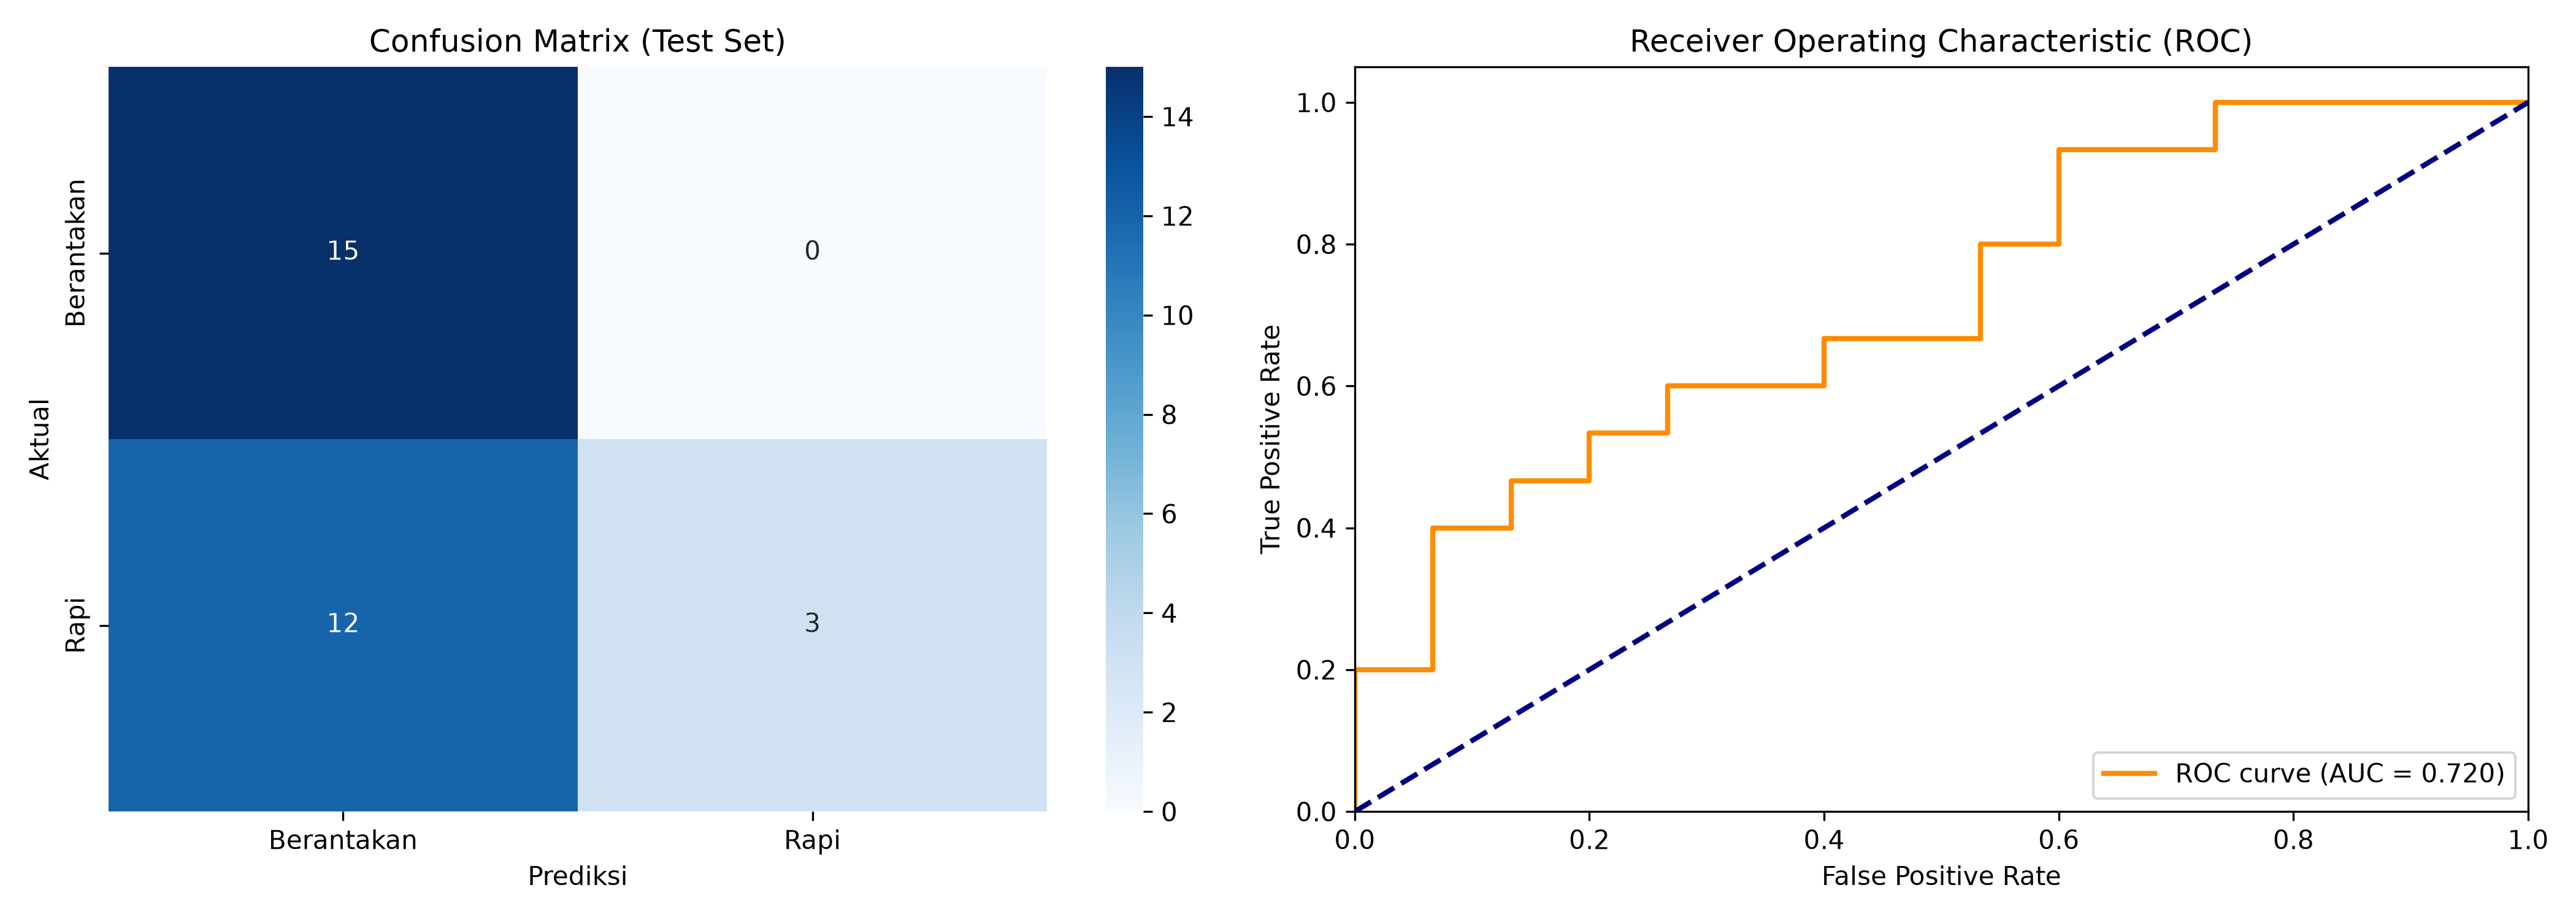 Confusion Matrix (Test Set)
Aktual
Berantakan
Rapi
15
0
12
3
Berantakan
Rapi
Prediksi
14
12
10
8
6
4
2
0
Receiver Operating Characteristic (ROC)
True Positive Rate
1.0
0.8
0.6
0.4
0.2
0.0
ROC curve (AUC = 0.720)
0.0
0.2
0.4
0.6
0.8
1.0
False Positive Rate